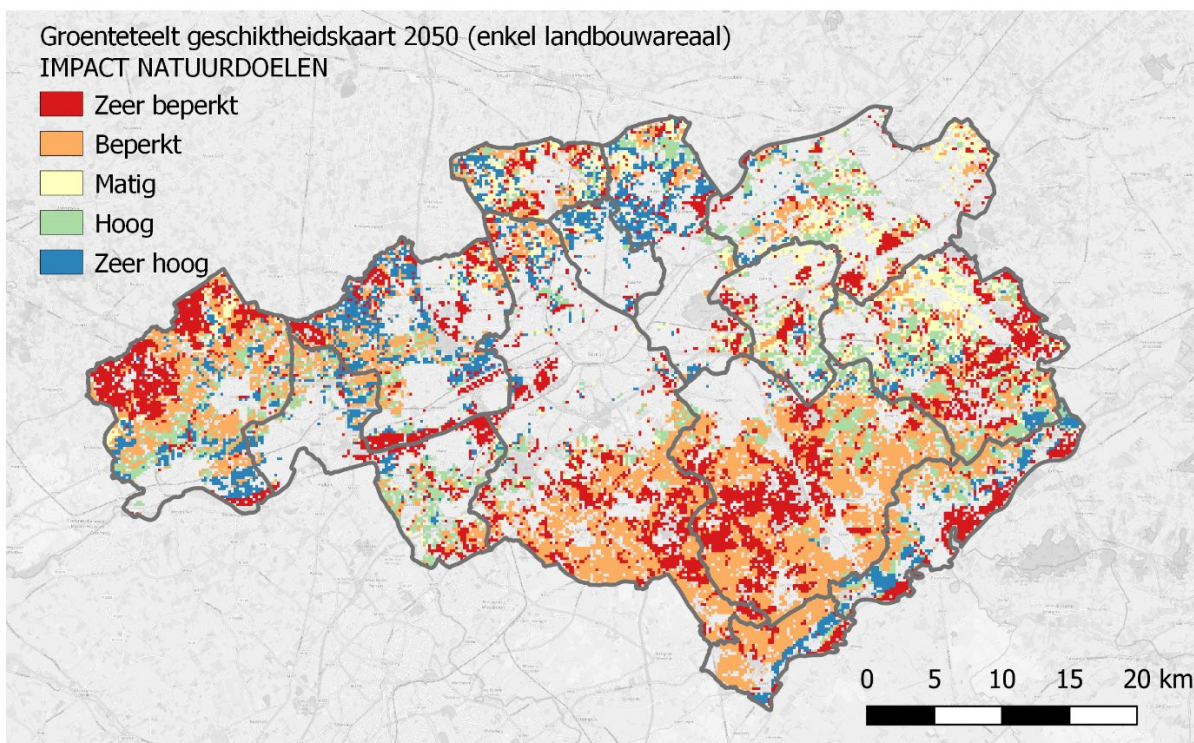 Groenteteelt geschiktheidskaart 2050 (enkel landbouwareaal)
IMPACT NATUURDOELEN
Zeer beperkt
Beperkt
Matig
Hoog
Zeer hoog
0 5 10 15 20 km